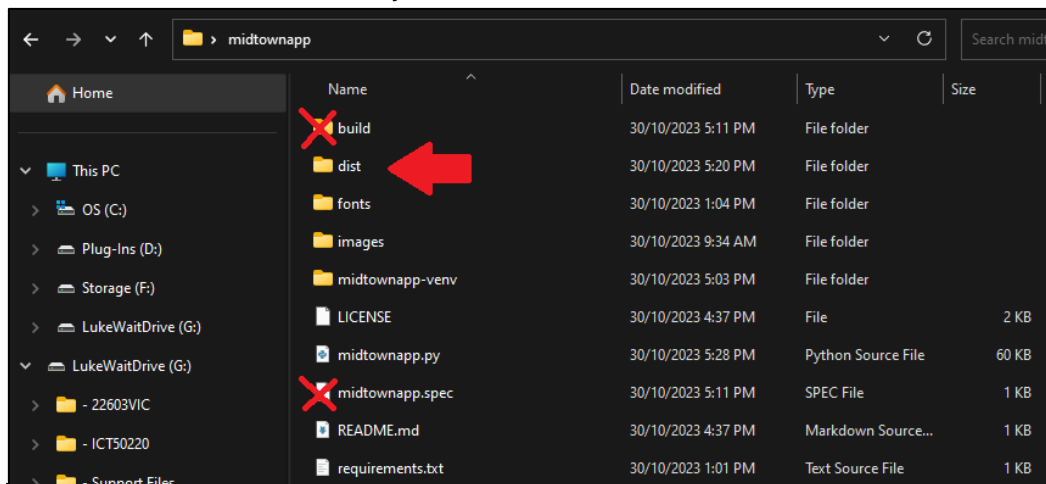 midtownapp
Search midt
Home
Name Date modified Type Size
build 30/10/2023 5:11 PM File folder
This PC
dist 30/10/2023 5:20 PM File folder
OS (C:)
fonts 30/10/2023 1:04 PM File folder
Plug-Ins (D:)
images 30/10/2023 9:34 AM File folder
Storage (F:)
midtownapp-venv 30/10/2023 5:03 PM File folder
LukeWaitDrive (G:)
LICENSE 30/10/2023 4:37 PM File 2 KB
LukeWaitDrive (G:)
midtownapp.py 30/10/2023 5:28 PM Python Source File 60 KB
- 22603VIC
midtownapp.spec 30/10/2023 5:11 PM SPEC File 1 KB
- ICT50220
README.md 30/10/2023 4:37 PM Markdown Source... 1 KB
- Support Files
requirements.txt 30/10/2023 1:01 PM Text Source File 1 KB